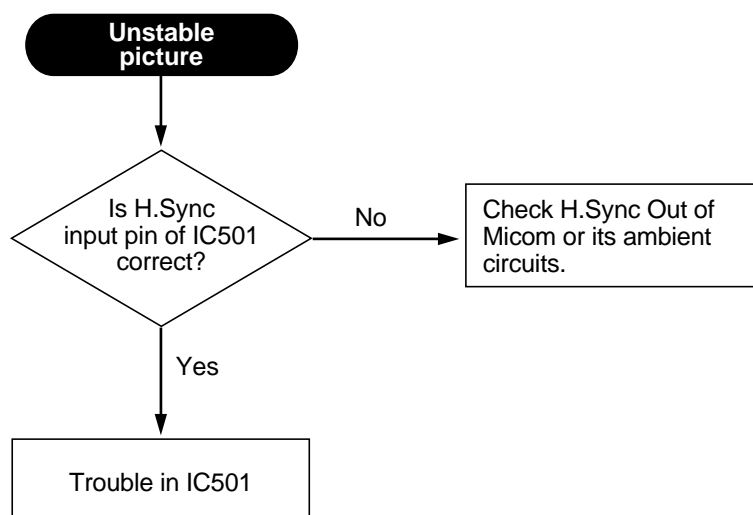 Unstable
picture
Is H.Sync
input pin of IC501
correct?
No
Check H.Sync Out of
Micom or its ambient
circuits.
Yes
Trouble in IC501